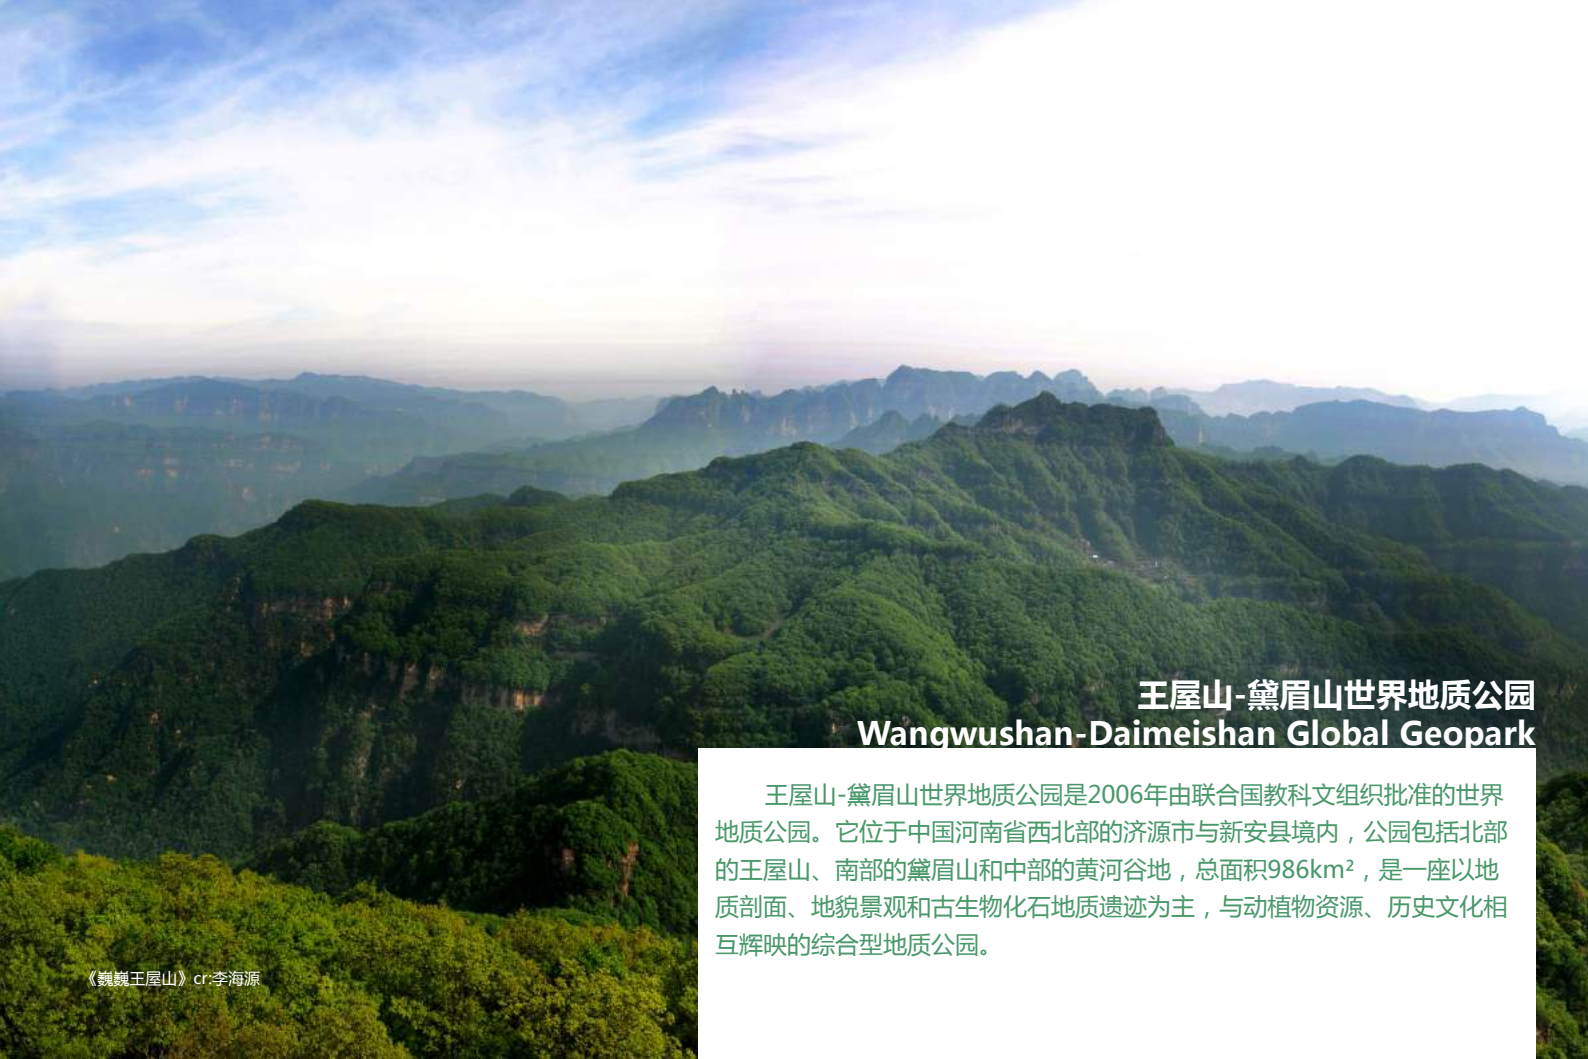 王屋山-黛眉山世界地质公园
Wangwushan-Daimeishan Global Geopark
王屋山-黛眉山世界地质公园是2006年由联合国教科文组织批准的世界
地质公园。它位于中国河南省西北部的济源市与新安县境内，公园包括北部
的王屋山、南部的黛眉山和中部的黄河谷地，总面积986km²，是一座以地
质剖面、地貌景观和古生物化石地质遗迹为主，与动植物资源、历史文化相
互辉映的综合型地质公园。
《巍巍王屋山》cr:李海源